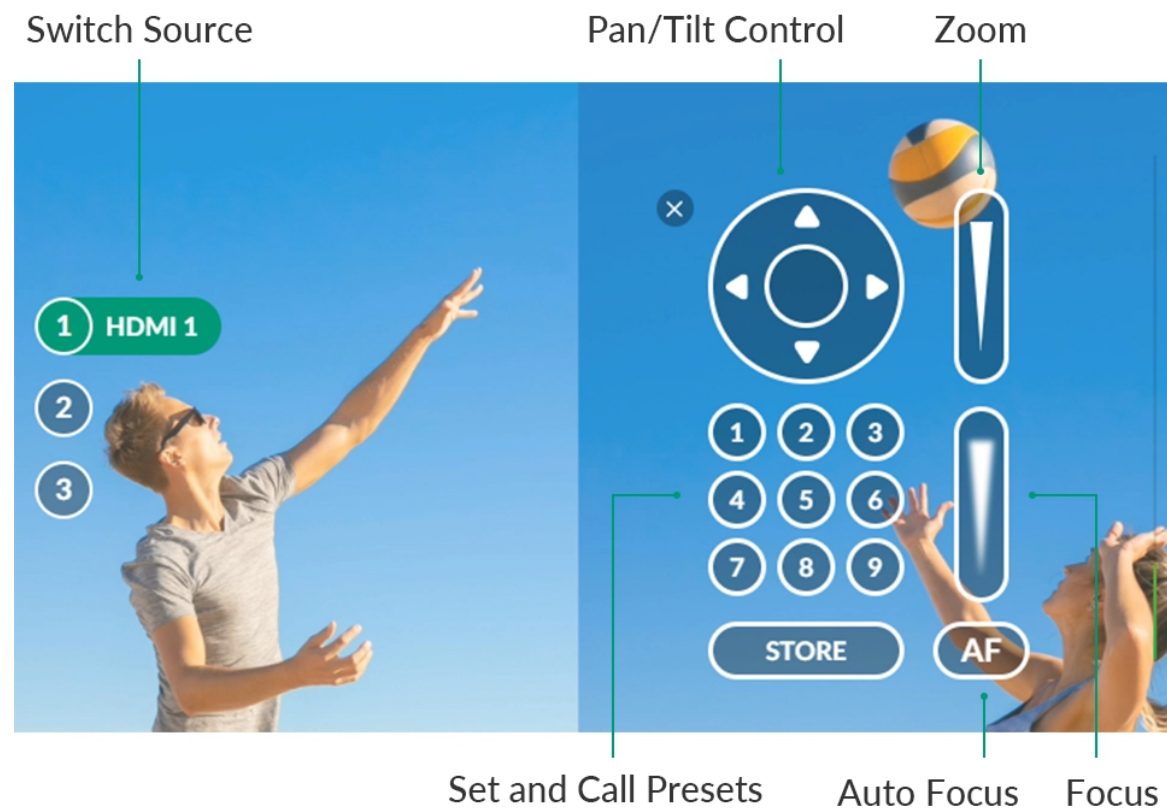 Switch Source
Pan/Tilt Control
Zoom
1 HDMI 1
2
3
1 2 3
4 5 6
7 8 9
STORE
AF
Set and Call Presets
Auto Focus
Focus